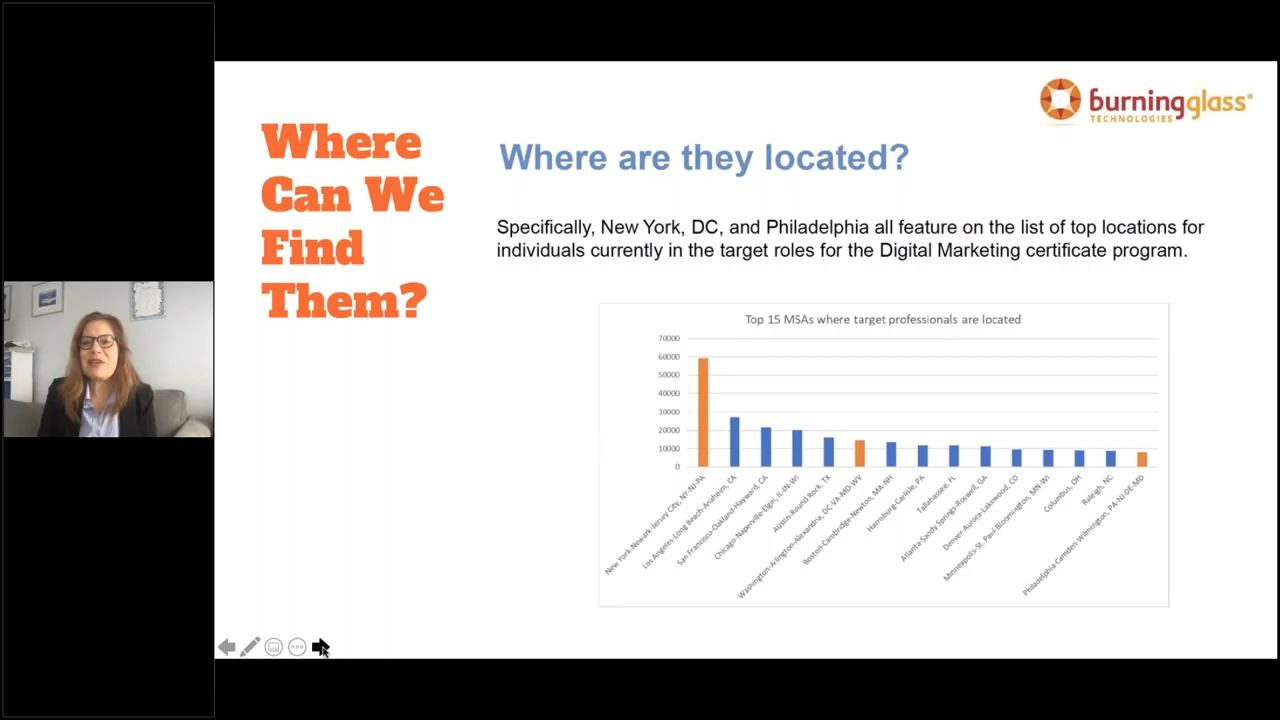 Where
Can We
Find
Them?
burningglass®
TECHNOLOGIES
Where are they located?
Specifically, New York, DC, and Philadelphia all feature on the list of top locations for
individuals currently in the target roles for the Digital Marketing certificate program.
Top 15 MSAs where target professionals are located
70000
60000
50000
40000
30000
20000
10000
0
New York-Newark-Jersey City, NY-NJ-PA
Los Angeles-Long Beach-Anaheim, CA
San Francisco-Oakland-Hayward, CA
Chicago-Naperville-Elgin, IL-IN-WI
Austin-Round Rock, TX
Washington-Arlington-Alexandria, DC-VA-MD-WV
Boston-Cambridge-Newton, MA-NH
Harrisburg-Carlisle, PA
Tallahassee, FL
Atlanta-Sandy Springs-Roswell, GA
Denver-Aurora-Lakewood, CO
Minneapolis-St. Paul Bloomington, MN-WI
Columbus, OH
Raleigh, NC
Philadelphia-Camden-Wilmington, PA-NJ-DE-MD